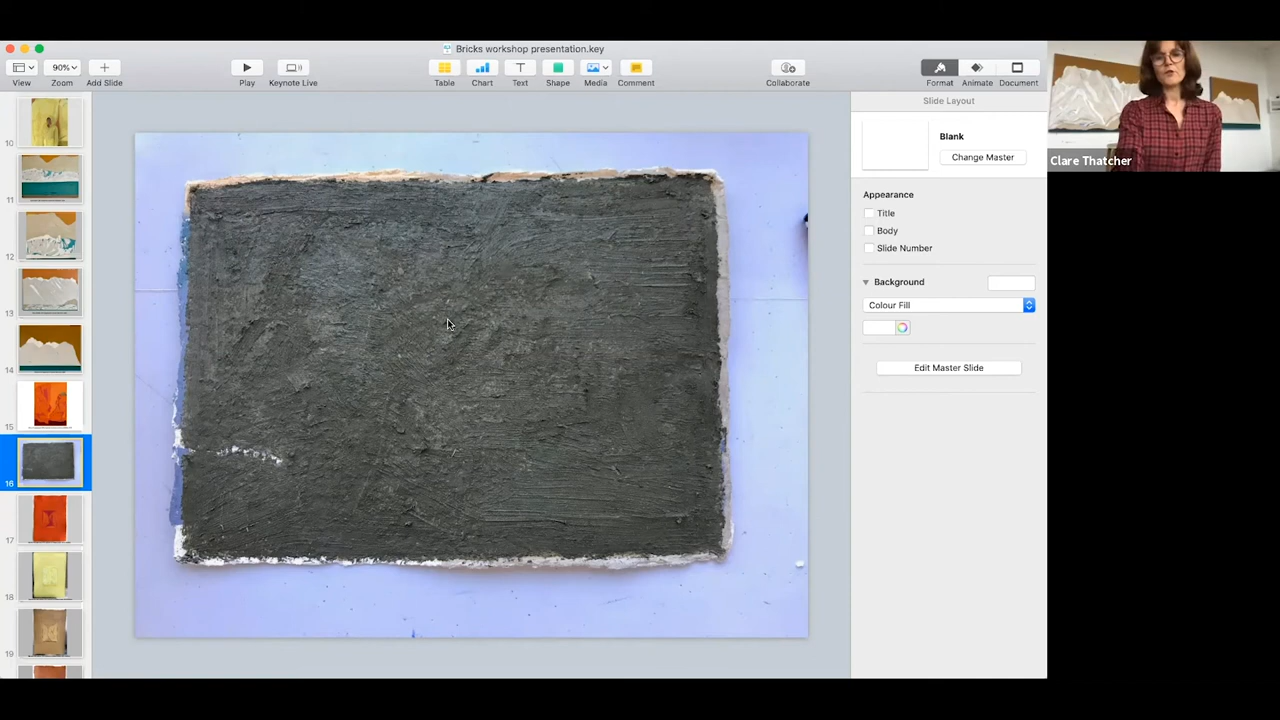 Bricks workshop presentation.key
90%
View
Zoom
Add Slide
Play
Keynote Live
Table
Chart
Text
Shape
Media
Comment
Collaborate
Format
Animate
Document
Slide Layout
Blank
Change Master
Appearance
Title
Body
Slide Number
Background
Colour Fill
Edit Master Slide
10
11
12
13
14
15
16
17
18
19
Clare Thatcher